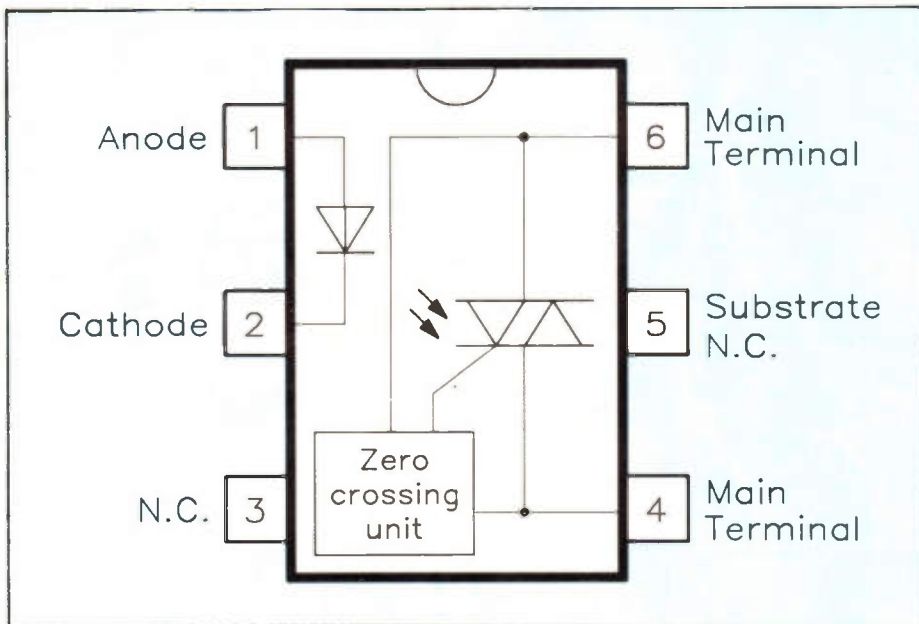 Anode
1
6
Main
Terminal
Cathode
2
5
Substrate
N.C.
N.C.
3
Zero
crossing
unit
4
Main
Terminal